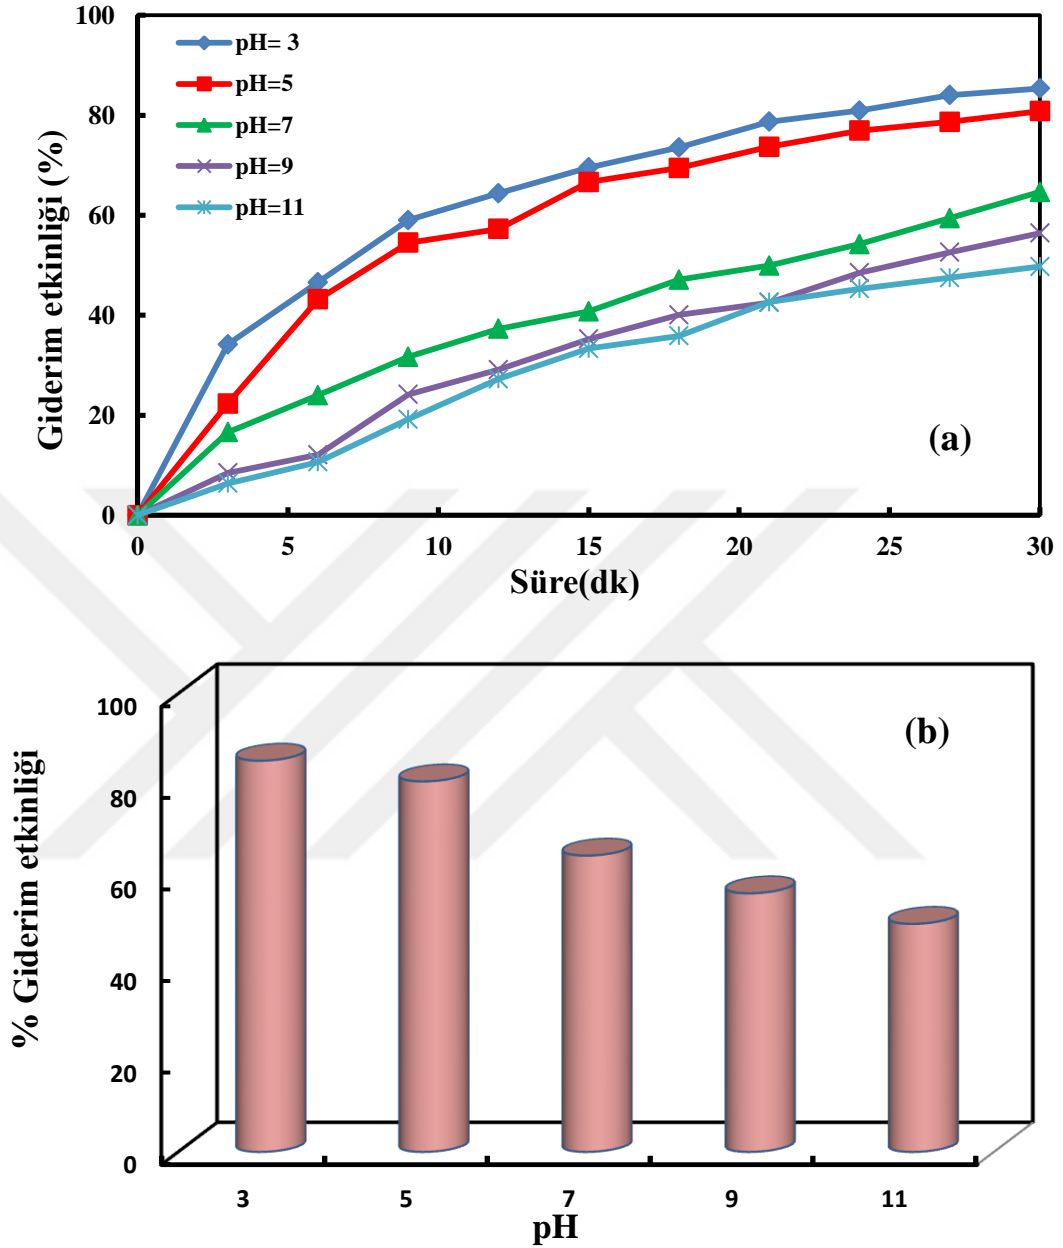 100
80
60
40
20
0
Giderim etkinliği (%)
pH= 3
pH=5
pH=7
pH=9
pH=11
(a)
0 5 10 15 20 25 30
Süre(dk)
100
80
60
40
20
0
% Giderim etkinliği
(b)
3 5 7 9 11
pH